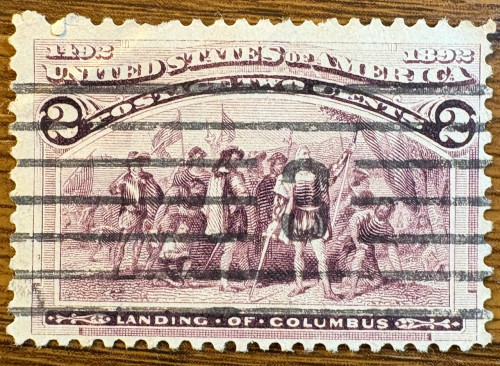 1492 1892
UNITED STATES OF AMERICA
POSTAGE TWO CENTS
2 2
LANDING · OF · COLUMBUS